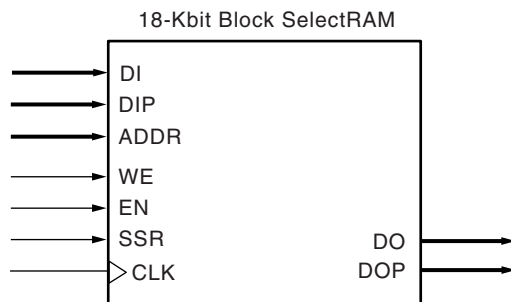 18-Kbit Block SelectRAM
DI
DIP
ADDR
WE
EN
SSR
CLK
DO
DOP